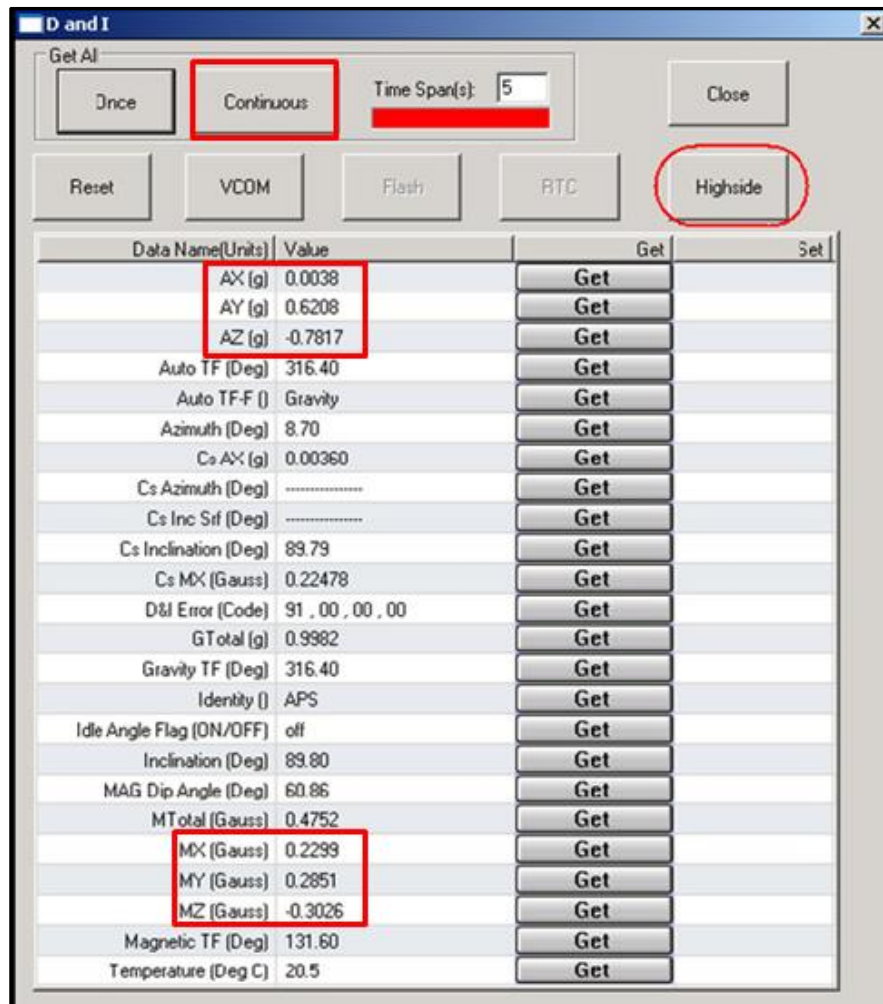 D and I
Get Al
Once Continuous Time Span(s): 5 Close
Reset VCOM Flash RTC Highside
Data Name(Units) Value Get Set
AX (g) 0.0038 Get
AY (g) 0.6208 Get
AZ (g) -0.7817 Get
Auto TF (Deg) 316.40 Get
Auto TF-F () Gravity Get
Azimuth (Deg) 8.70 Get
Cs AX (g) 0.00360 Get
Cs Azimuth (Deg) ---------------- Get
Cs Inc Srf (Deg) ---------------- Get
Cs Inclination (Deg) 89.79 Get
Cs MX (Gauss) 0.22478 Get
D&I Error (Code) 91 , 00 , 00 , 00 Get
GTotal (g) 0.9982 Get
Gravity TF (Deg) 316.40 Get
Identity () APS Get
Idle Angle Flag (ON/OFF) off Get
Inclination (Deg) 89.80 Get
MAG Dip Angle (Deg) 60.86 Get
MTotal (Gauss) 0.4752 Get
MX (Gauss) 0.2299 Get
MY (Gauss) 0.2851 Get
MZ (Gauss) -0.3026 Get
Magnetic TF (Deg) 131.60 Get
Temperature (Deg C) 20.5 Get